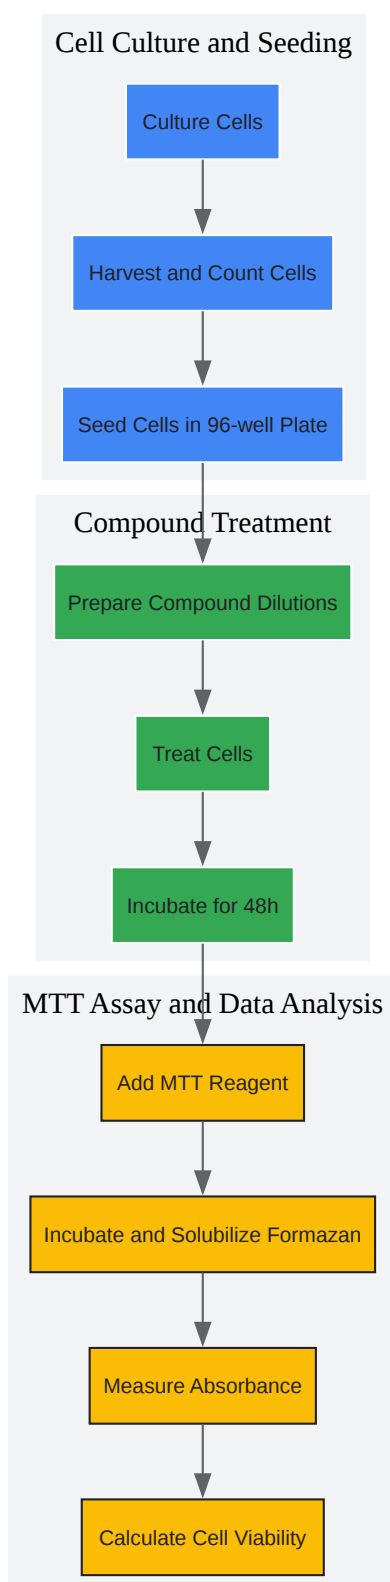 Cell Culture and Seeding
Culture Cells
Harvest and Count Cells
Seed Cells in 96-well Plate
Compound Treatment
Prepare Compound Dilutions
Treat Cells
Incubate for 48h
MTT Assay and Data Analysis
Add MTT Reagent
Incubate and Solubilize Formazan
Measure Absorbance
Calculate Cell Viability